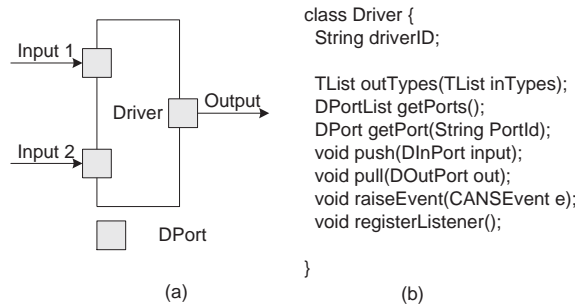 Input 1
Driver
Output
Input 2
DPort
(a)
class Driver {
String driverID;
TList outTypes(TList inTypes);
DPortList getPorts();
DPort getPort(String PortId);
void push(DInPort input);
void pull(DOutPort out);
void raiseEvent(CANSEvent e);
void registerListener();
}
(b)